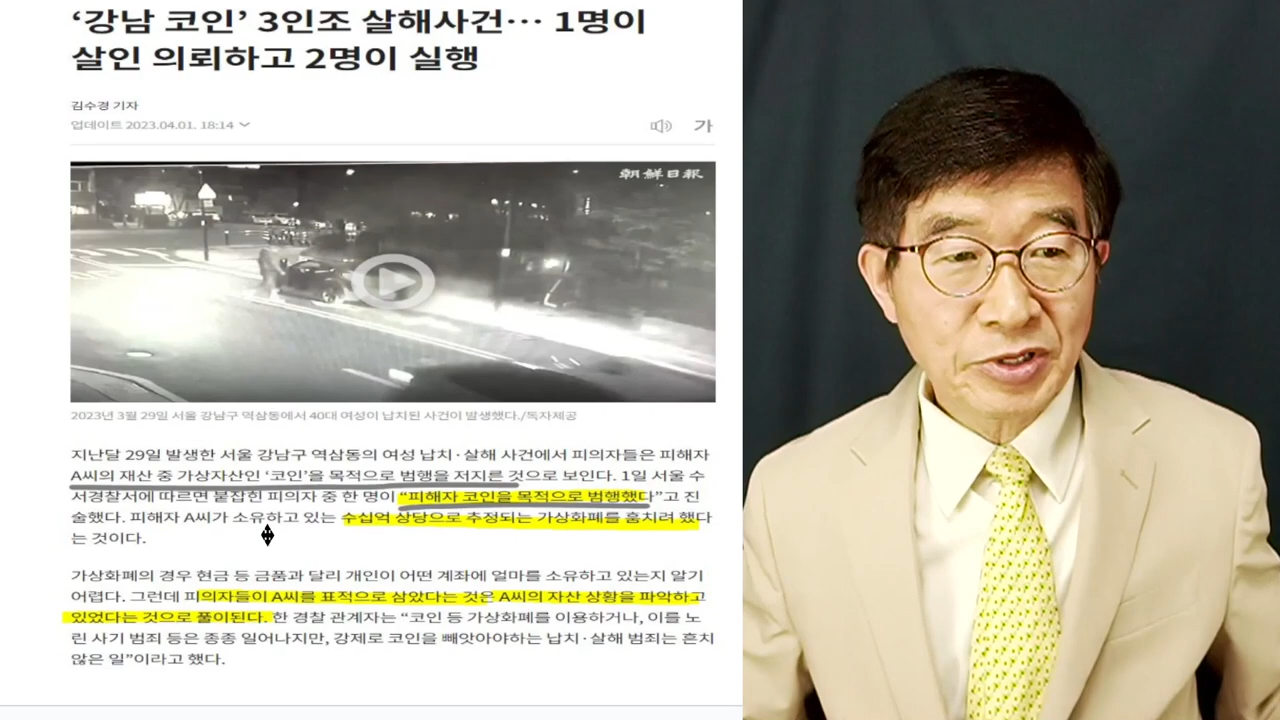 ‘강남 코인’ 3인조 살해사건… 1명이
살인 의뢰하고 2명이 실행
김수경 기자
업데이트 2023.04.01. 18:14
가
朝鮮日報
2023년 3월 29일 서울 강남구 역삼동에서 40대 여성이 납치된 사건이 발생했다./독자제공
지난달 29일 발생한 서울 강남구 역삼동의 여성 납치·살해 사건에서 피의자들은 피해자
A씨의 재산 중 가상자산인 ‘코인’을 목적으로 범행을 저지른 것으로 보인다. 1일 서울 수
서경찰서에 따르면 붙잡힌 피의자 중 한 명이 “피해자 코인을 목적으로 범행했다”고 진
술했다. 피해자 A씨가 소유하고 있는 수십억 상당으로 추정되는 가상화폐를 훔치려 했다
는 것이다.
가상화폐의 경우 현금 등 금품과 달리 개인이 어떤 계좌에 얼마를 소유하고 있는지 알기
어렵다. 그런데 피의자들이 A씨를 표적으로 삼았다는 것은 A씨의 자산 상황을 파악하고
있었다는 것으로 풀이된다. 한 경찰 관계자는 “코인 등 가상화폐를 이용하거나, 이를 노
린 사기 범죄 등은 종종 일어나지만, 강제로 코인을 빼앗아야하는 납치·살해 범죄는 흔치
않은 일”이라고 했다.